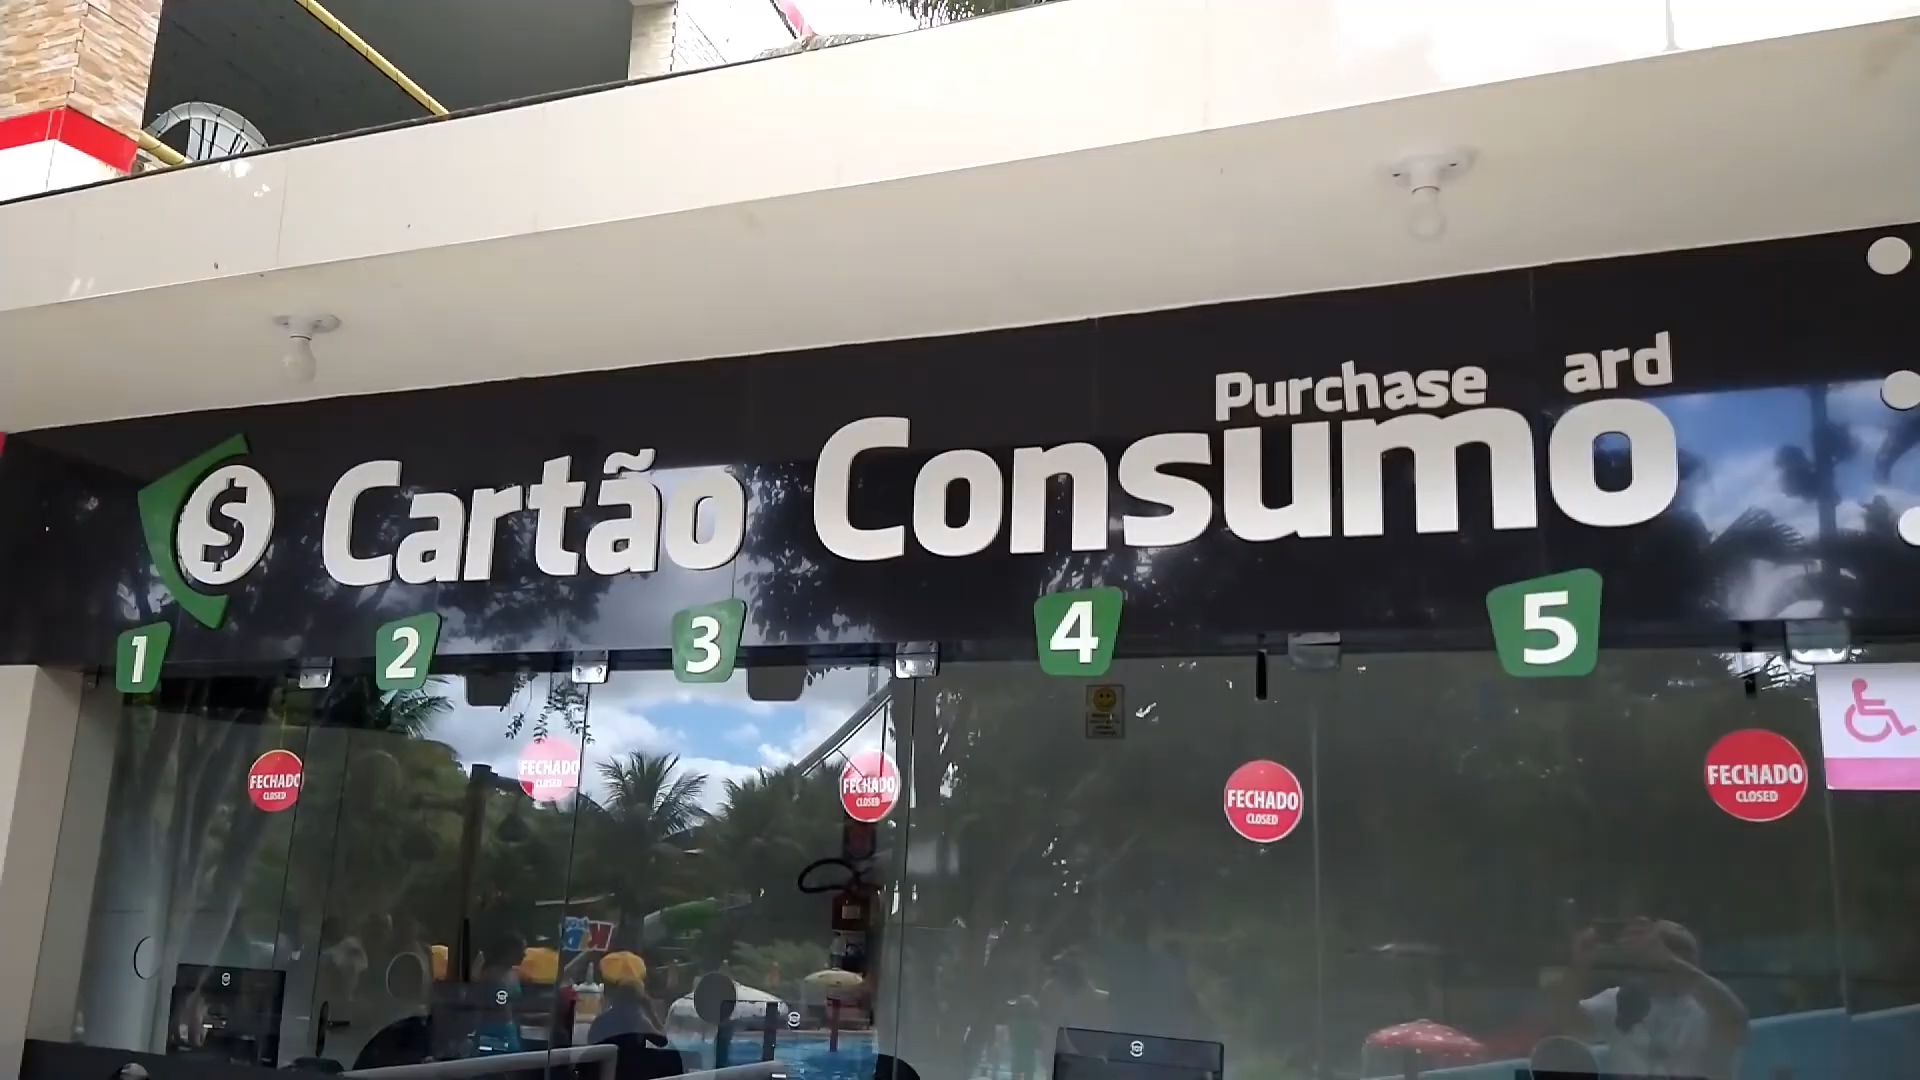 Purchase ard
$ Cartão Consumo
1 2 3 4 5
FECHADO
CLOSED
FECHADO
CLOSED
FECHADO
CLOSED
FECHADO
CLOSED
FECHADO
CLOSED